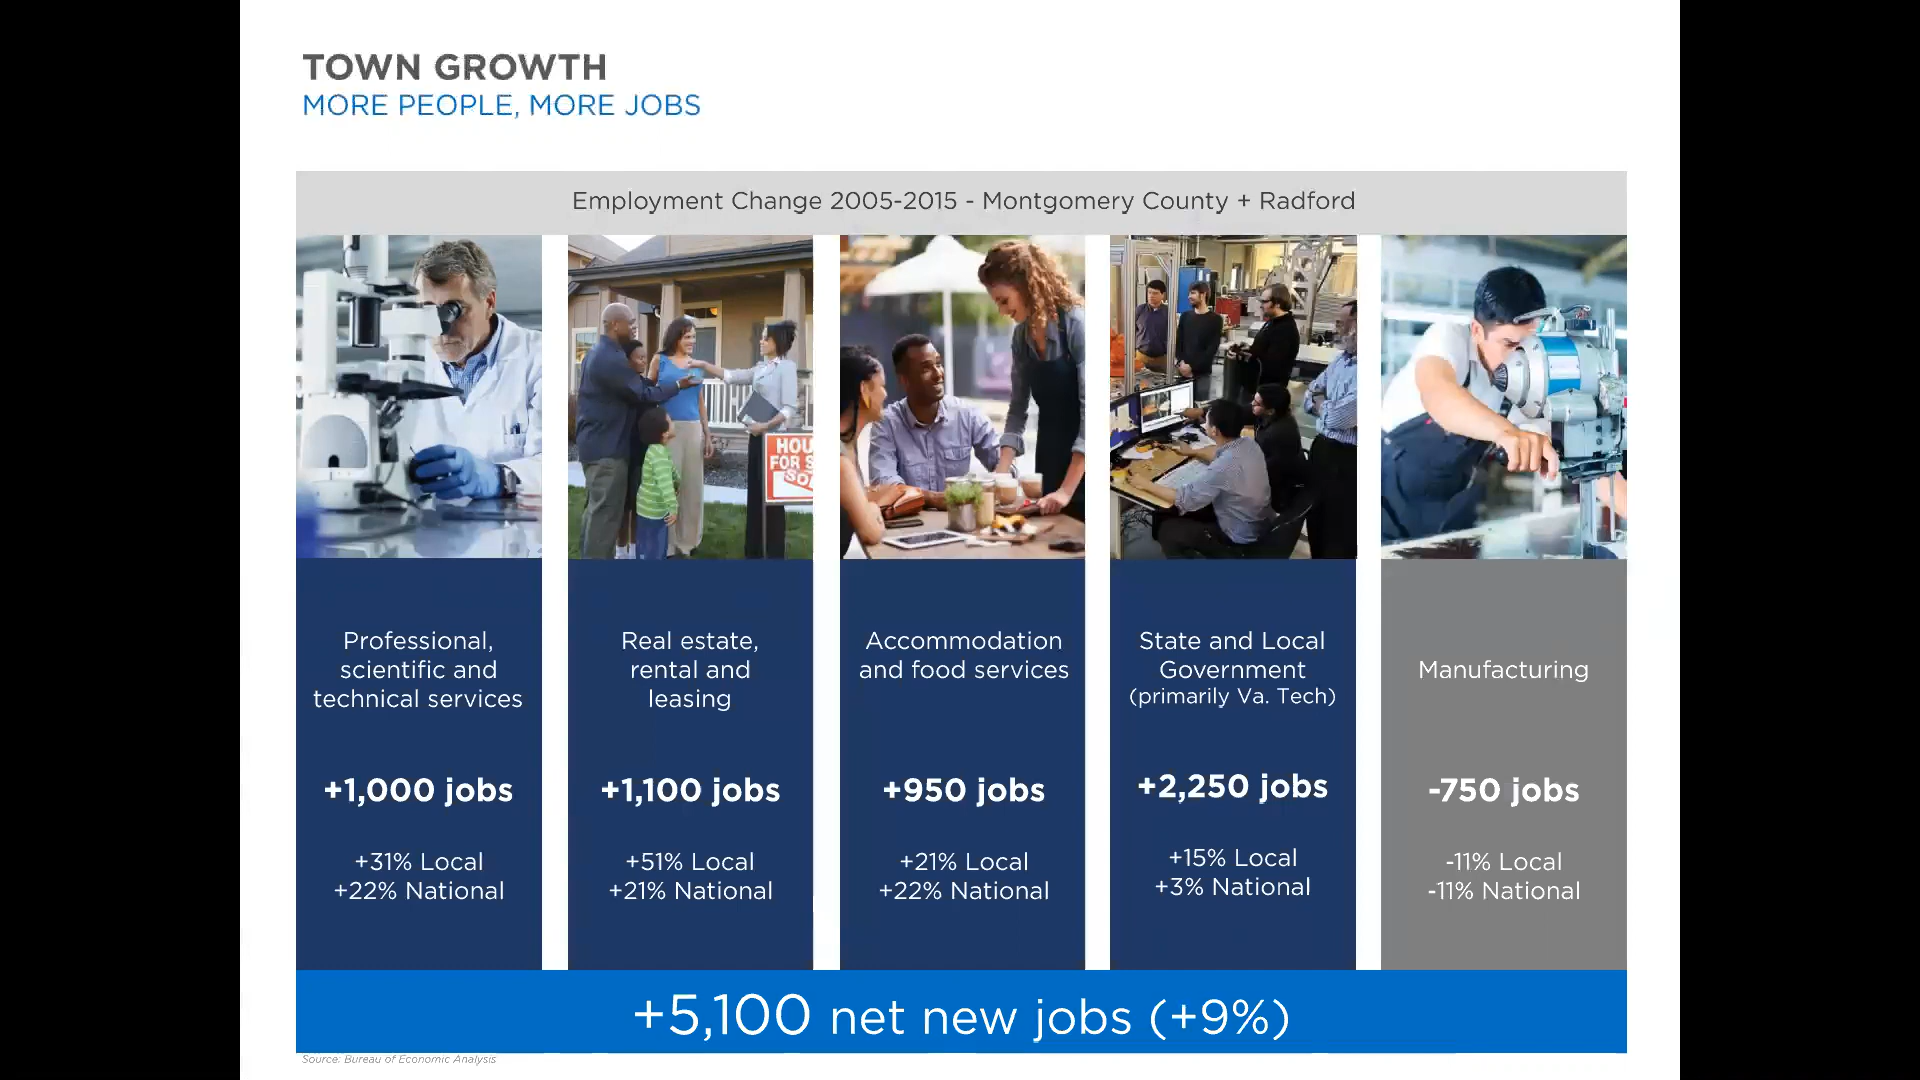 TOWN GROWTH
MORE PEOPLE, MORE JOBS
Employment Change 2005-2015 - Montgomery County + Radford
HOU
FOR S
SO
Professional,
scientific and
technical services
+1,000 jobs
+31% Local
+22% National
Real estate,
rental and
leasing
+1,100 jobs
+51% Local
+21% National
Accommodation
and food services
+950 jobs
+21% Local
+22% National
State and Local
Government
(primarily Va. Tech)
+2,250 jobs
+15% Local
+3% National
Manufacturing
-750 jobs
-11% Local
-11% National
+5,100 net new jobs (+9%)
Source: Bureau of Economic Analysis